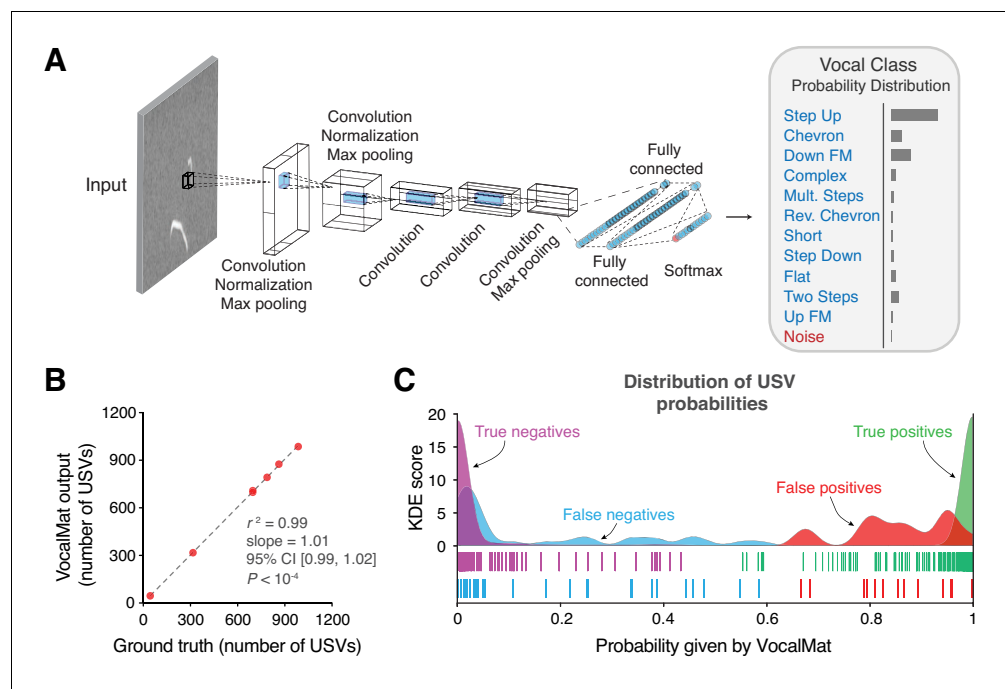 A
Input
Convolution
Normalization
Max pooling
Convolution
Normalization
Max pooling
Convolution
Convolution
Convolution
Max pooling
Fully
connected
Fully
connected
Softmax
Vocal Class
Probability Distribution
Step Up
Chevron
Down FM
Complex
Mult. Steps
Rev. Chevron
Short
Step Down
Flat
Two Steps
Up FM
Noise
B
VocalMat output
(number of USVs)
1200
900
600
300
0
r² = 0.99
slope = 1.01
95% CI [0.99, 1.02]
P < 10⁻⁴
0 300 600 900 1200
Ground truth (number of USVs)
C
Distribution of USV
probabilities
KDE score
20
15
10
5
0
True negatives
False negatives
False positives
True positives
0 0.2 0.4 0.6 0.8 1
Probability given by VocalMat